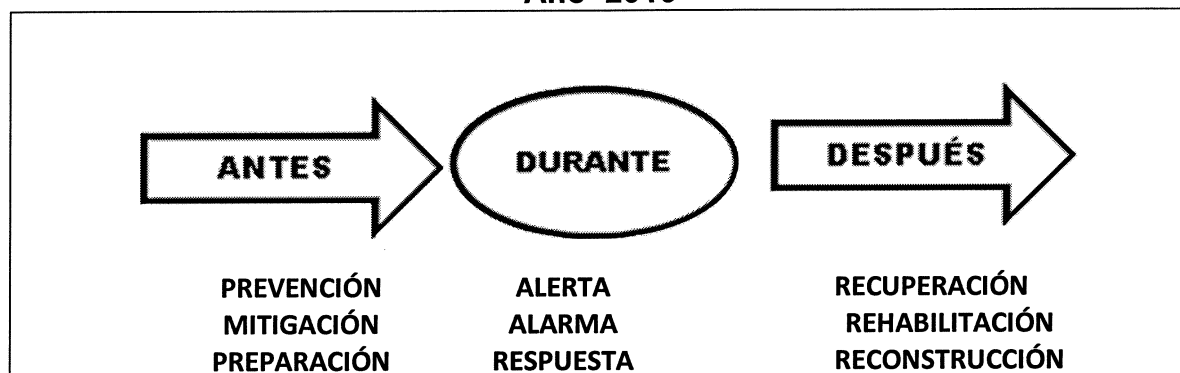 ANTES DURANTE DESPUÉS
PREVENCIÓN ALERTA RECUPERACIÓN
MITIGACIÓN ALARMA REHABILITACIÓN
PREPARACIÓN RESPUESTA RECONSTRUCCIÓN